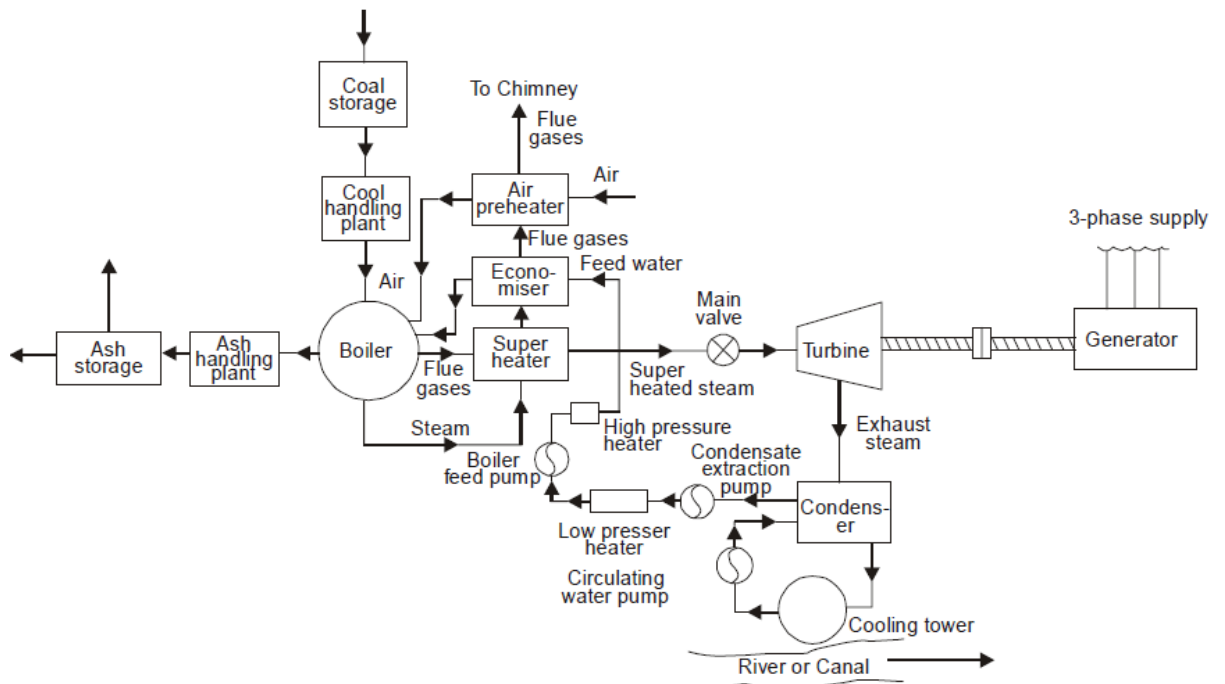 Coal
storage
To Chimney
Flue
gases
Cool
handling
plant
Air
preheater
Air
3-phase supply
Flue gases
Feed water
Air
Econo-
miser
Main
valve
Ash
storage
Ash
handling
plant
Boiler
Super
heater
Turbine
Generator
Flue
gases
Super
heated steam
Steam
High pressure
heater
Exhaust
steam
Boiler
feed pump
Condensate
extraction
pump
Condens-
er
Low presser
heater
Circulating
water pump
Cooling tower
River or Canal